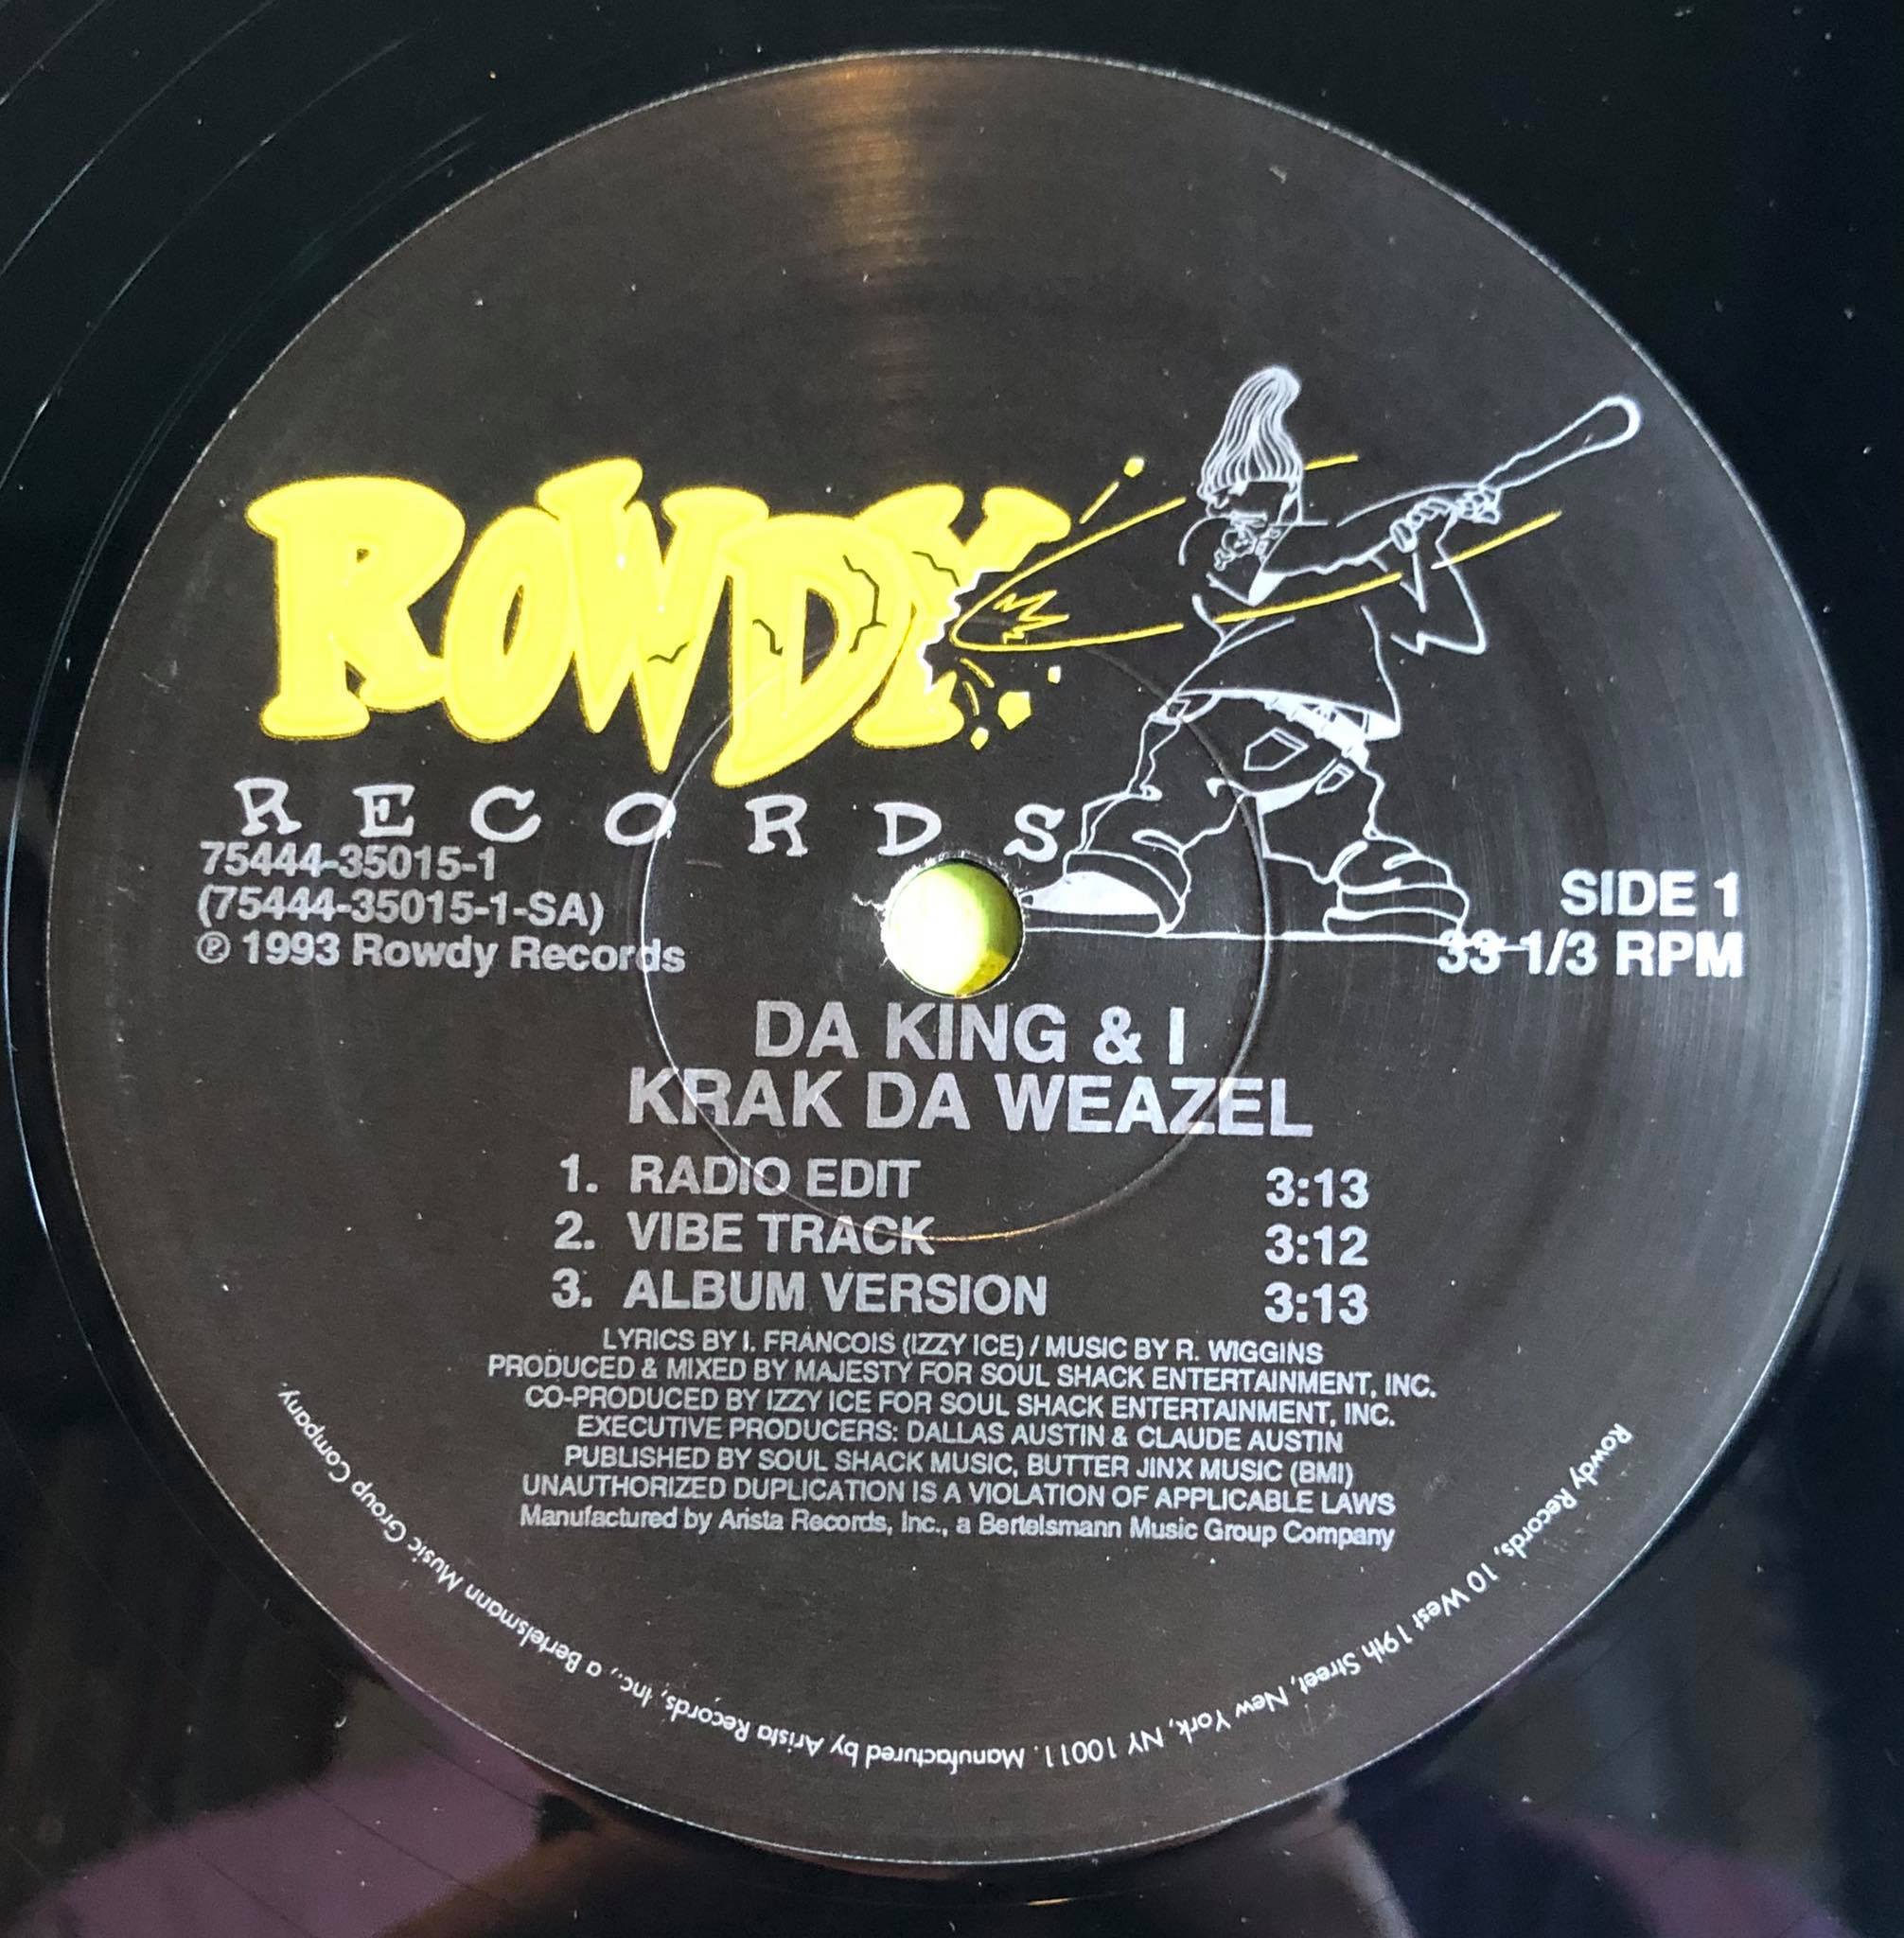 ROWDY
RECORDS
75444-35015-1
(75444-35015-1-SA)
℗ 1993 Rowdy Records
SIDE 1
33 1/3 RPM
DA KING & I
KRAK DA WEAZEL
1. RADIO EDIT 3:13
2. VIBE TRACK 3:12
3. ALBUM VERSION 3:13
LYRICS BY I. FRANCOIS (IZZY ICE) / MUSIC BY R. WIGGINS
PRODUCED & MIXED BY MAJESTY FOR SOUL SHACK ENTERTAINMENT, INC.
CO-PRODUCED BY IZZY ICE FOR SOUL SHACK ENTERTAINMENT, INC.
EXECUTIVE PRODUCERS: DALLAS AUSTIN & CLAUDE AUSTIN
PUBLISHED BY SOUL SHACK MUSIC, BUTTER JINX MUSIC (BMI)
UNAUTHORIZED DUPLICATION IS A VIOLATION OF APPLICABLE LAWS
Manufactured by Arista Records, Inc., a Bertelsmann Music Group Company
Rowdy Records, 10 West 19th Street, New York, NY 10011. Manufactured by Arista Records, Inc., a Bertelsmann Music Group Company.